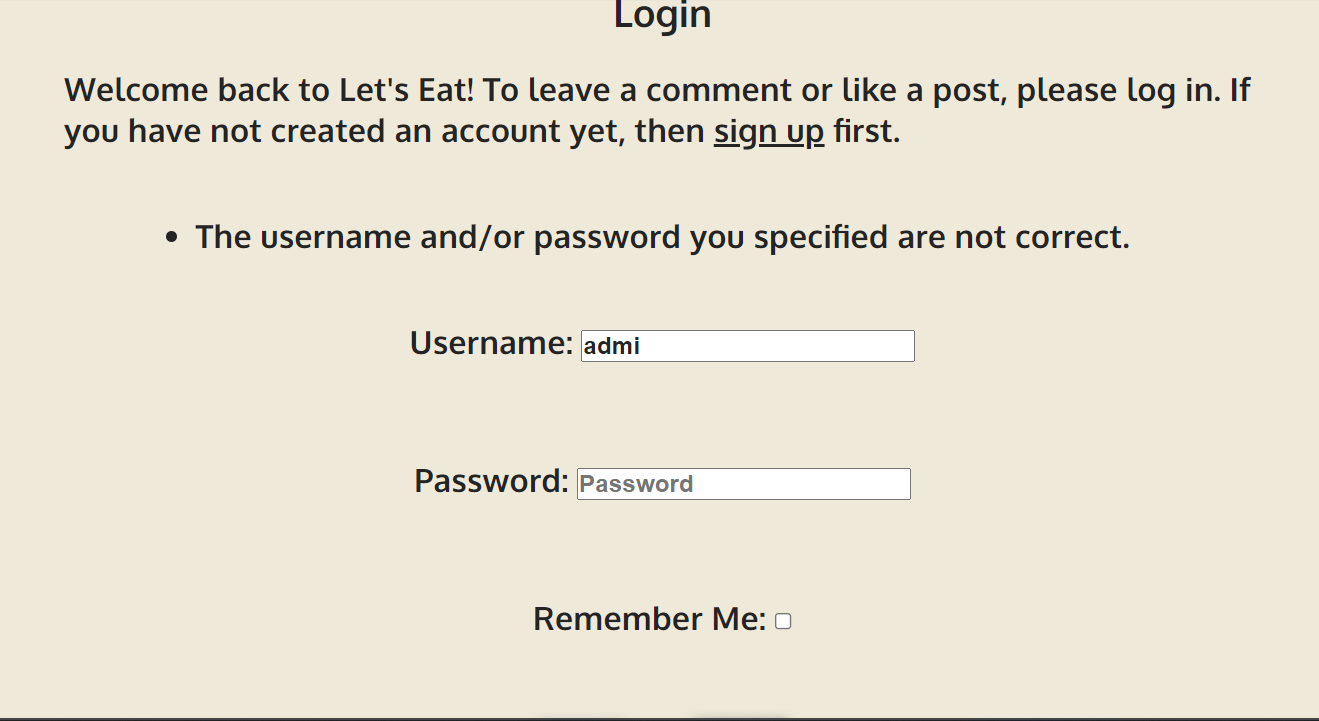 Login
Welcome back to Let's Eat! To leave a comment or like a post, please log in. If
you have not created an account yet, then sign up first.
• The username and/or password you specified are not correct.
Username: admi
Password: Password
Remember Me: